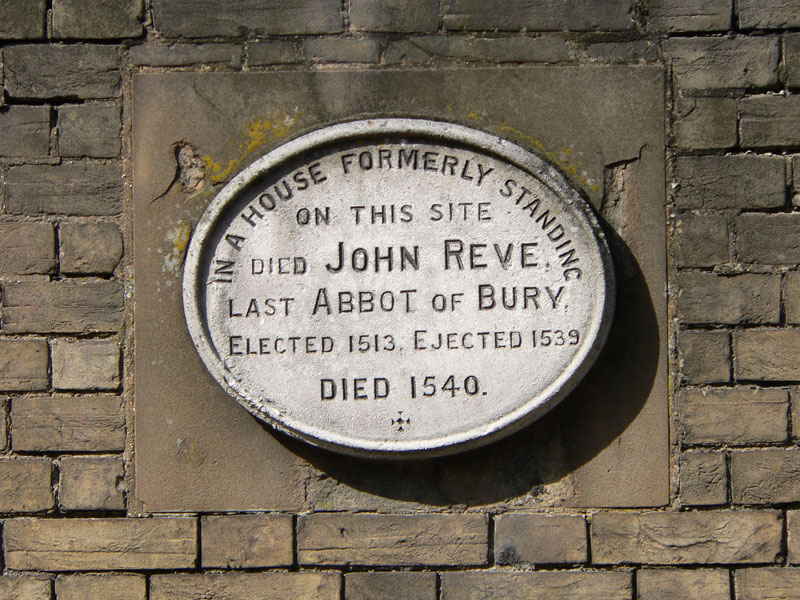 IN A HOUSE FORMERLY STANDING
ON THIS SITE
DIED JOHN REVE,
LAST ABBOT OF BURY,
ELECTED 1513. EJECTED 1539
DIED 1540.